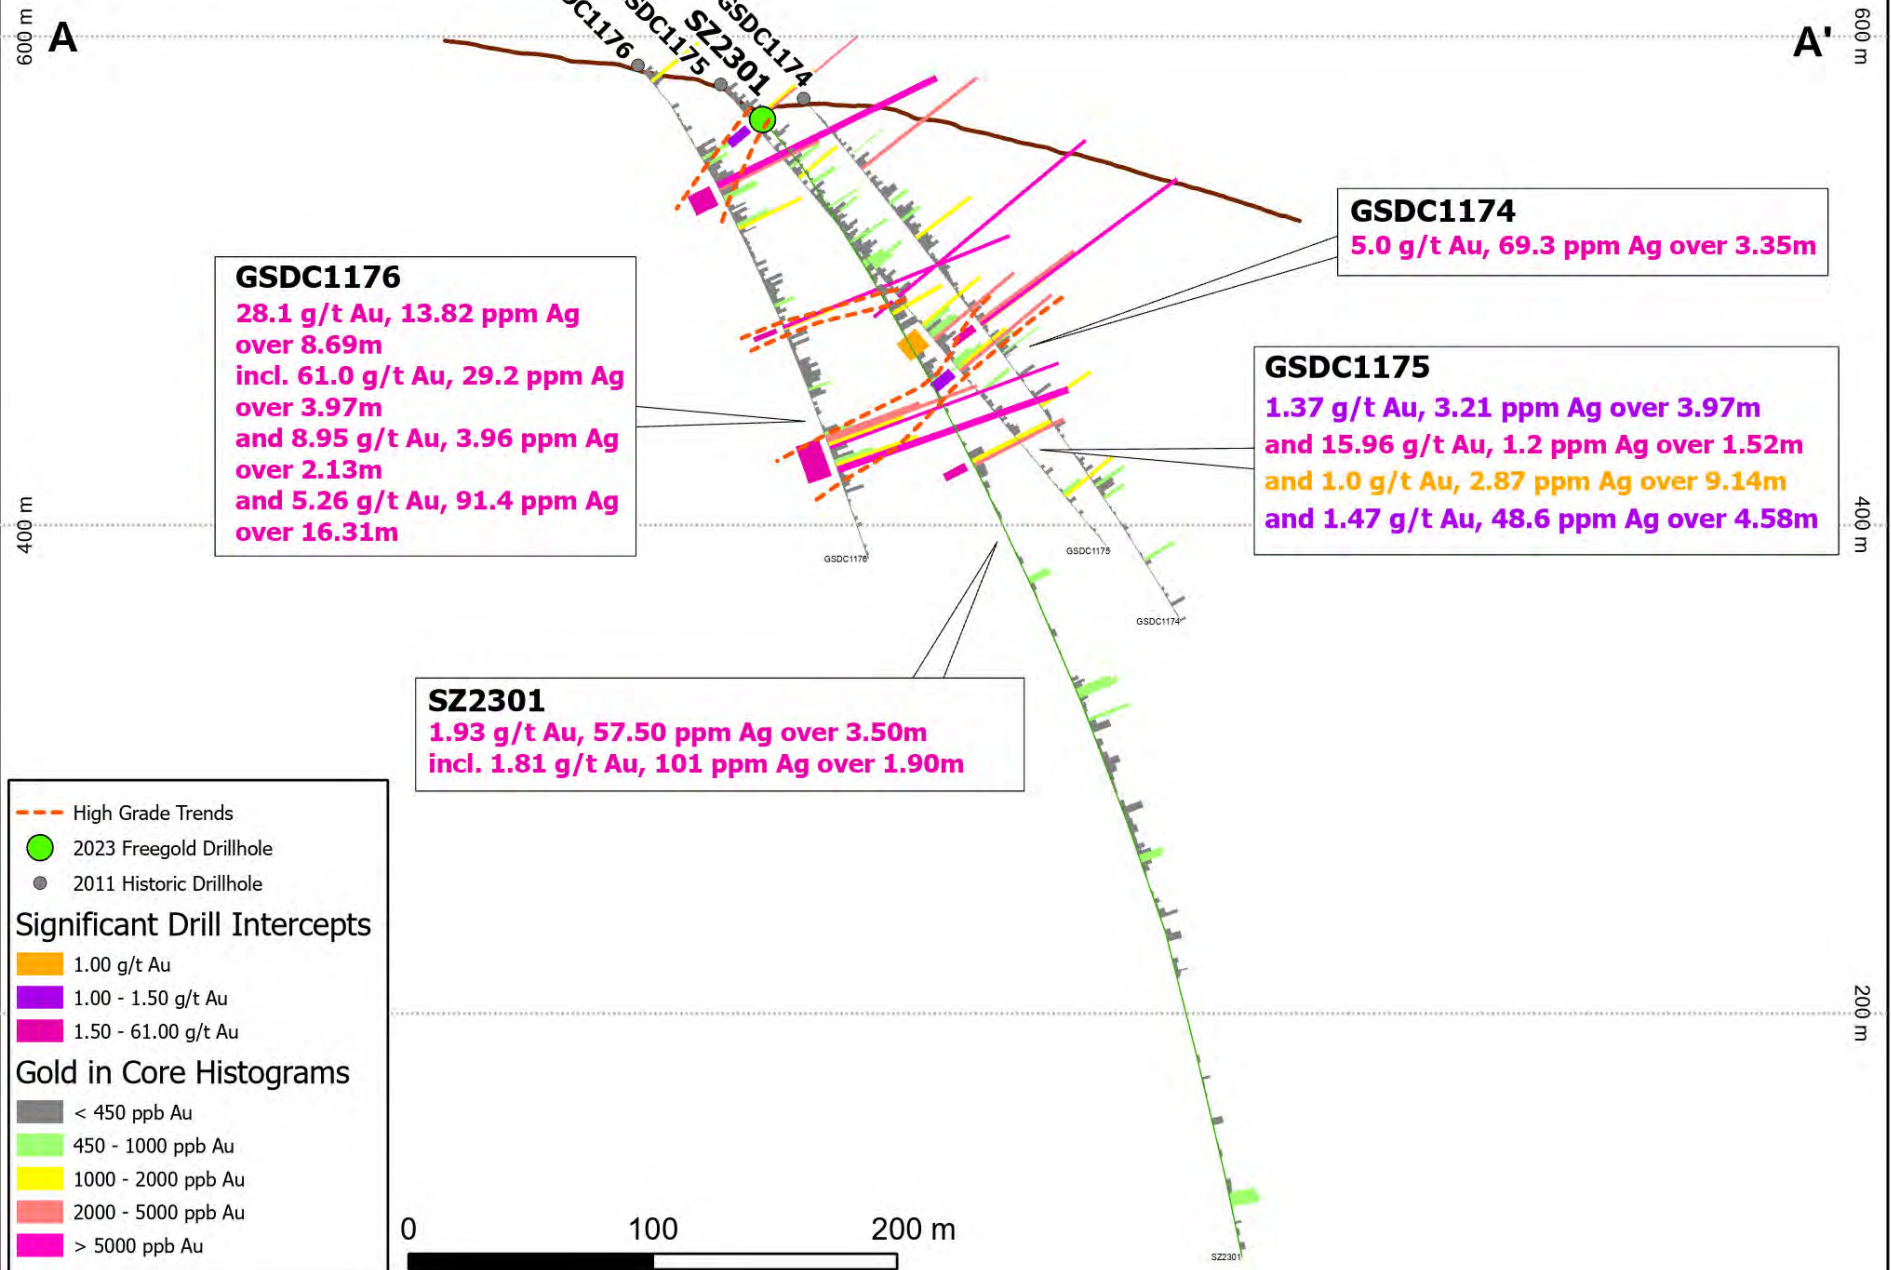 600 m
A
DC1176
SDC1175
SZ2301
GSDC1174
A'
600 m
GSDC1174
5.0 g/t Au, 69.3 ppm Ag over 3.35m
GSDC1176
28.1 g/t Au, 13.82 ppm Ag
over 8.69m
incl. 61.0 g/t Au, 29.2 ppm Ag
over 3.97m
and 8.95 g/t Au, 3.96 ppm Ag
over 2.13m
and 5.26 g/t Au, 91.4 ppm Ag
over 16.31m
GSDC1175
1.37 g/t Au, 3.21 ppm Ag over 3.97m
and 15.96 g/t Au, 1.2 ppm Ag over 1.52m
and 1.0 g/t Au, 2.87 ppm Ag over 9.14m
and 1.47 g/t Au, 48.6 ppm Ag over 4.58m
400 m
400 m
GSDC1176
GSDC1175
GSDC1174
SZ2301
1.93 g/t Au, 57.50 ppm Ag over 3.50m
incl. 1.81 g/t Au, 101 ppm Ag over 1.90m
High Grade Trends
2023 Freegold Drillhole
2011 Historic Drillhole
Significant Drill Intercepts
1.00 g/t Au
1.00 - 1.50 g/t Au
1.50 - 61.00 g/t Au
Gold in Core Histograms
< 450 ppb Au
450 - 1000 ppb Au
1000 - 2000 ppb Au
2000 - 5000 ppb Au
> 5000 ppb Au
200 m
0 100 200 m
SZ2301